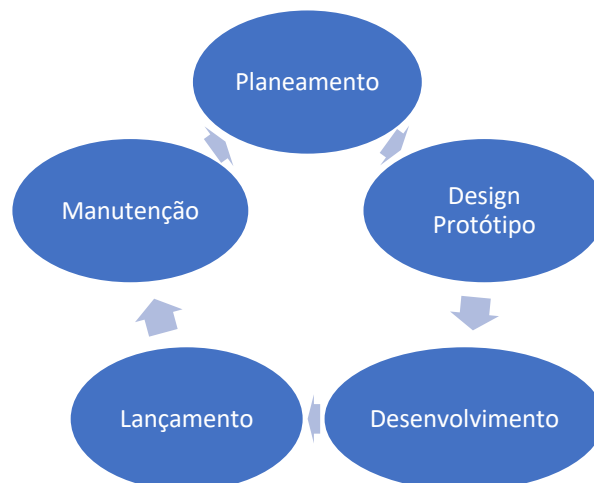 Planeamento
Design
Protótipo
Desenvolvimento
Lançamento
Manutenção